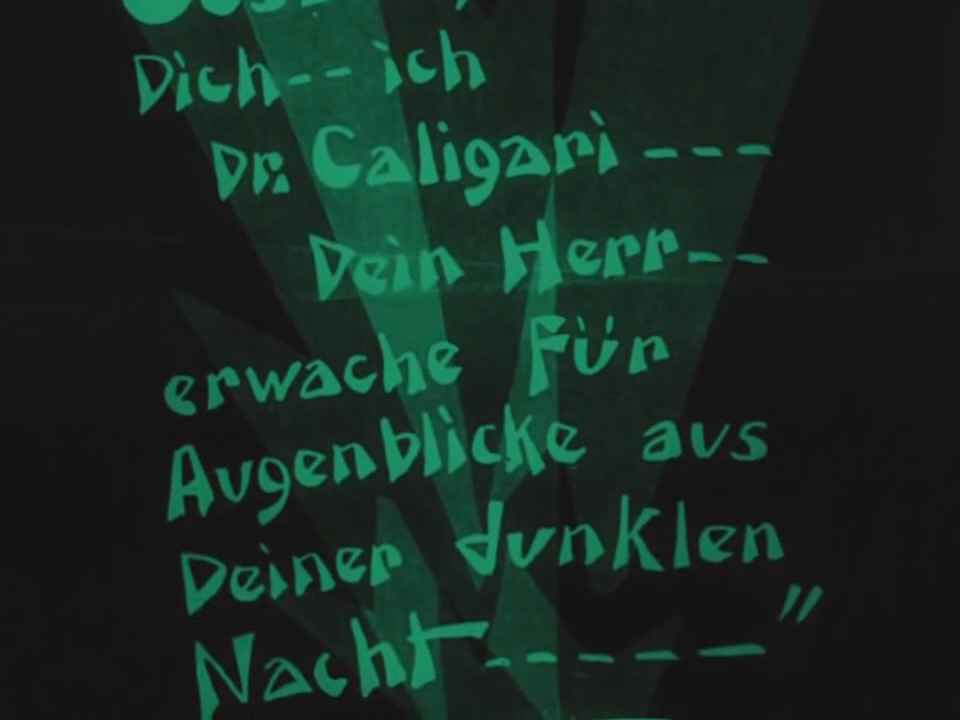 Dich-- ich
Dr. Caligari ---
Dein Herr--
erwache für
Augenblicke aus
Deiner dunklen
Nacht-----"